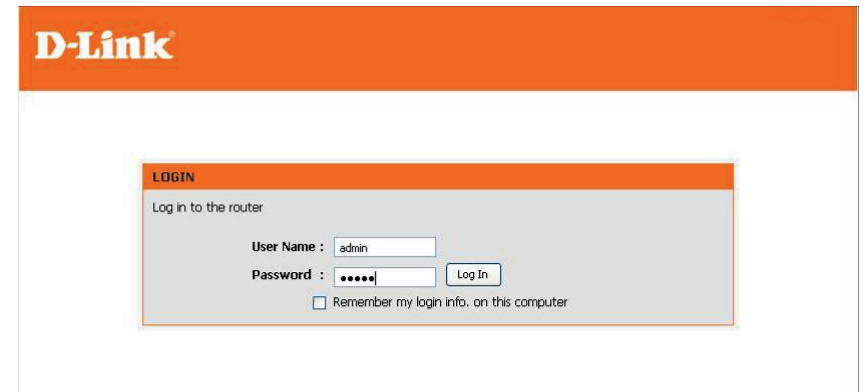 D-Link
LOGIN
Log in to the router
User Name : admin
Password : ●●●●● Log In
Remember my login info. on this computer